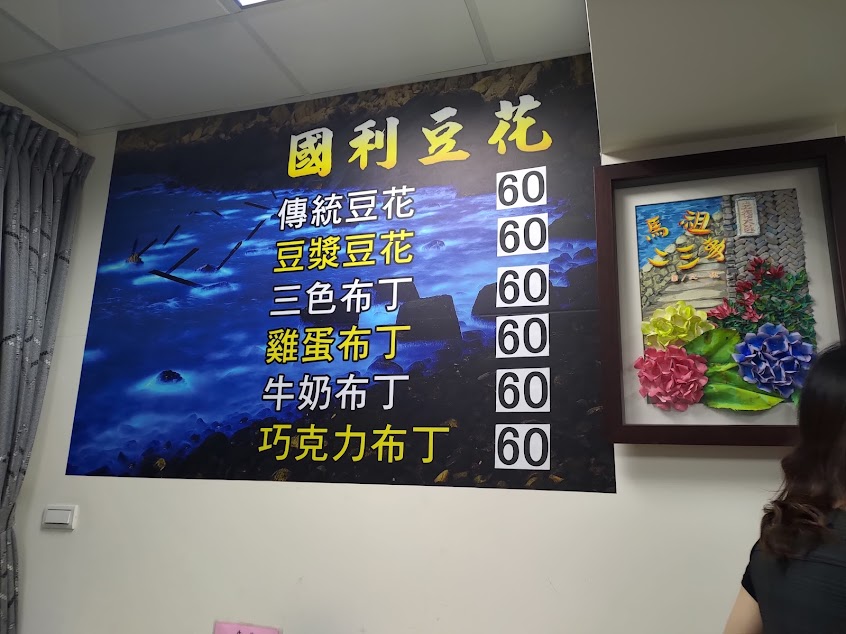 國利豆花
傳統豆花 60
豆漿豆花 60
三色布丁 60
雞蛋布丁 60
牛奶布丁 60
巧克力布丁 60
馬祖